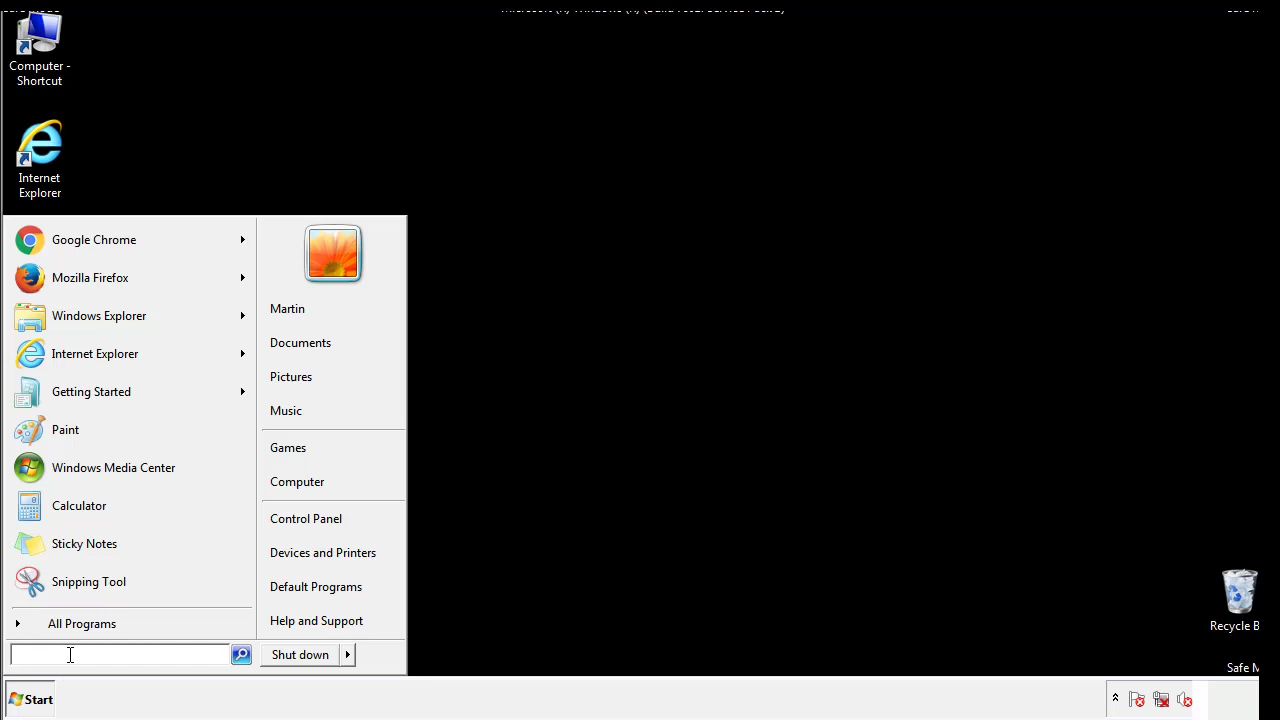 Computer -
Shortcut
Internet
Explorer
Google Chrome
Mozilla Firefox
Windows Explorer
Internet Explorer
Getting Started
Paint
Windows Media Center
Calculator
Sticky Notes
Snipping Tool
All Programs
Martin
Documents
Pictures
Music
Games
Computer
Control Panel
Devices and Printers
Default Programs
Help and Support
Shut down
Recycle B
Safe M
Start